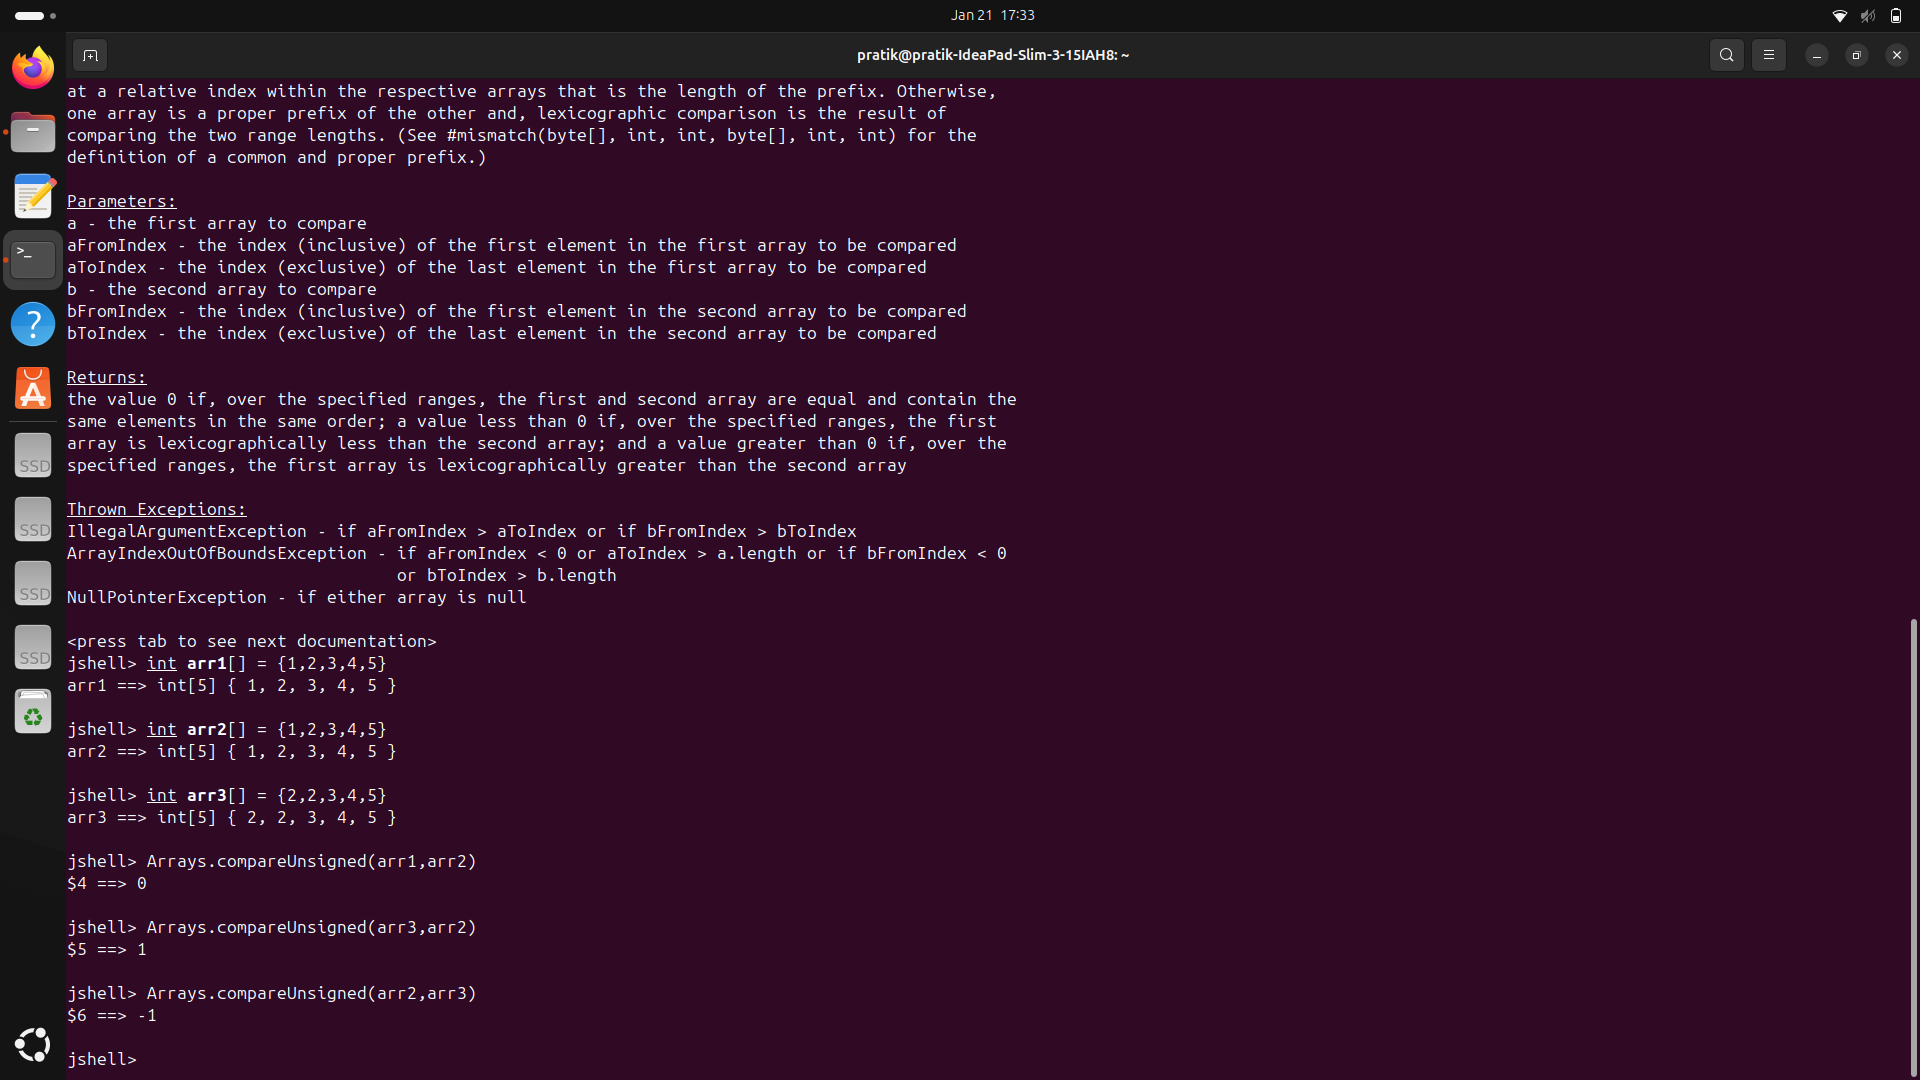 Jan 21 17:33
pratik@pratik-IdeaPad-Slim-3-15IAH8: ~
at a relative index within the respective arrays that is the length of the prefix. Otherwise,
one array is a proper prefix of the other and, lexicographic comparison is the result of
comparing the two range lengths. (See #mismatch(byte[], int, int, byte[], int, int) for the
definition of a common and proper prefix.)
Parameters:
a - the first array to compare
aFromIndex - the index (inclusive) of the first element in the first array to be compared
aToIndex - the index (exclusive) of the last element in the first array to be compared
b - the second array to compare
bFromIndex - the index (inclusive) of the first element in the second array to be compared
bToIndex - the index (exclusive) of the last element in the second array to be compared
Returns:
the value 0 if, over the specified ranges, the first and second array are equal and contain the
same elements in the same order; a value less than 0 if, over the specified ranges, the first
array is lexicographically less than the second array; and a value greater than 0 if, over the
specified ranges, the first array is lexicographically greater than the second array
Thrown Exceptions:
IllegalArgumentException - if aFromIndex > aToIndex or if bFromIndex > bToIndex
ArrayIndexOutOfBoundsException - if aFromIndex < 0 or aToIndex > a.length or if bFromIndex < 0
or bToIndex > b.length
NullPointerException - if either array is null
<press tab to see next documentation>
jshell> int arr1[] = {1,2,3,4,5}
arr1 ==> int[5] { 1, 2, 3, 4, 5 }
jshell> int arr2[] = {1,2,3,4,5}
arr2 ==> int[5] { 1, 2, 3, 4, 5 }
jshell> int arr3[] = {2,2,3,4,5}
arr3 ==> int[5] { 2, 2, 3, 4, 5 }
jshell> Arrays.compareUnsigned(arr1,arr2)
$4 ==> 0
jshell> Arrays.compareUnsigned(arr3,arr2)
$5 ==> 1
jshell> Arrays.compareUnsigned(arr2,arr3)
$6 ==> -1
jshell>
SSD
SSD
SSD
SSD